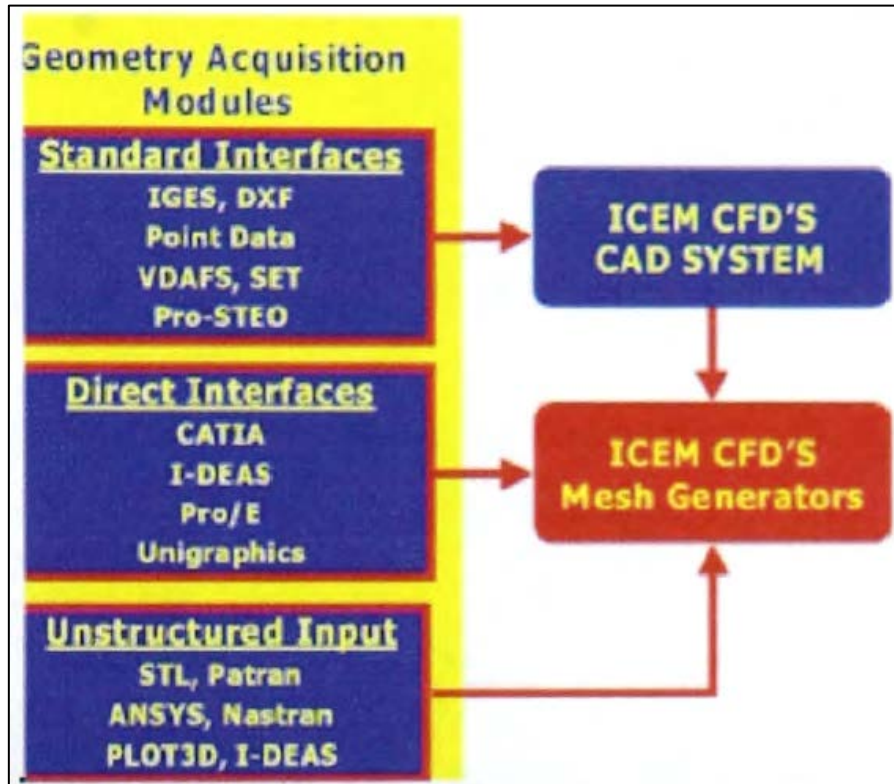 Geometry Acquisition
Modules
Standard Interfaces
IGES, DXF
Point Data
VDAFS, SET
Pro-STEO
Direct Interfaces
CATIA
I-DEAS
Pro/E
Unigraphics
Unstructured Input
STL, Patran
ANSYS, Nastran
PLOT3D, I-DEAS
ICEM CFD'S
CAD SYSTEM
ICEM CFD'S
Mesh Generators